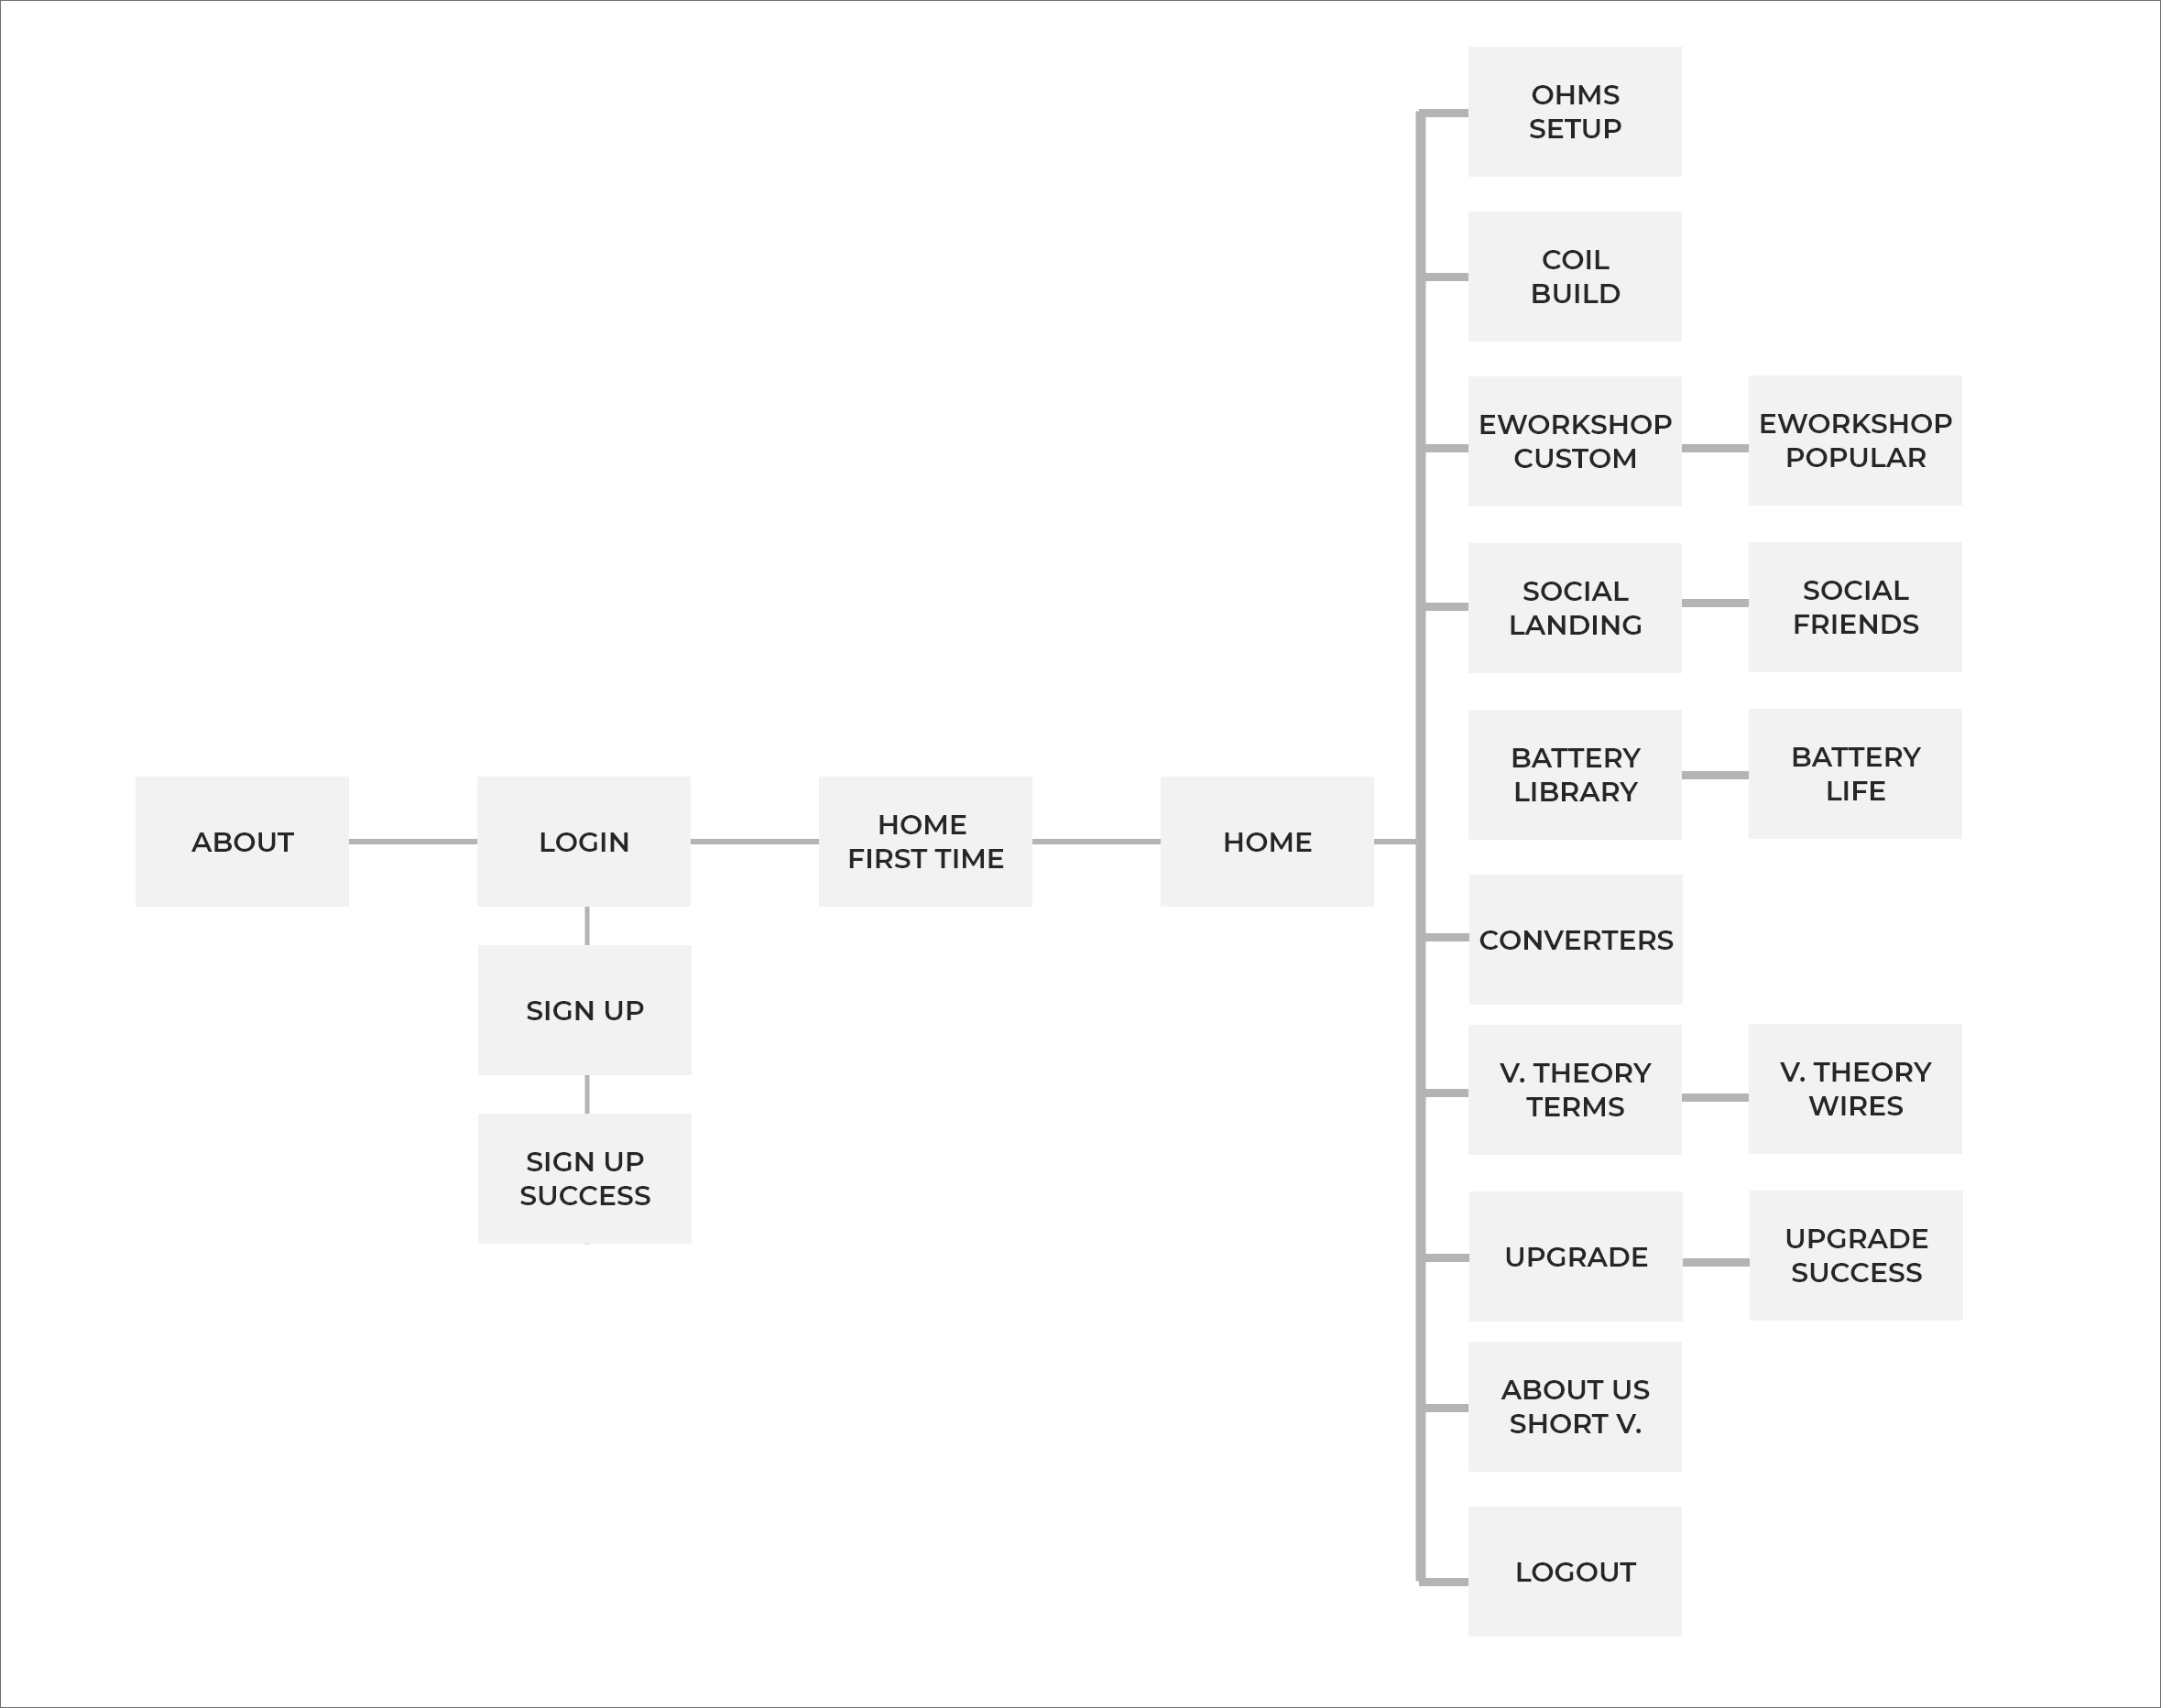 OHMS
SETUP
COIL
BUILD
EWORKSHOP
CUSTOM
EWORKSHOP
POPULAR
SOCIAL
LANDING
SOCIAL
FRIENDS
BATTERY
LIBRARY
BATTERY
LIFE
ABOUT
LOGIN
HOME
FIRST TIME
HOME
CONVERTERS
SIGN UP
V. THEORY
TERMS
V. THEORY
WIRES
SIGN UP
SUCCESS
UPGRADE
UPGRADE
SUCCESS
ABOUT US
SHORT V.
LOGOUT